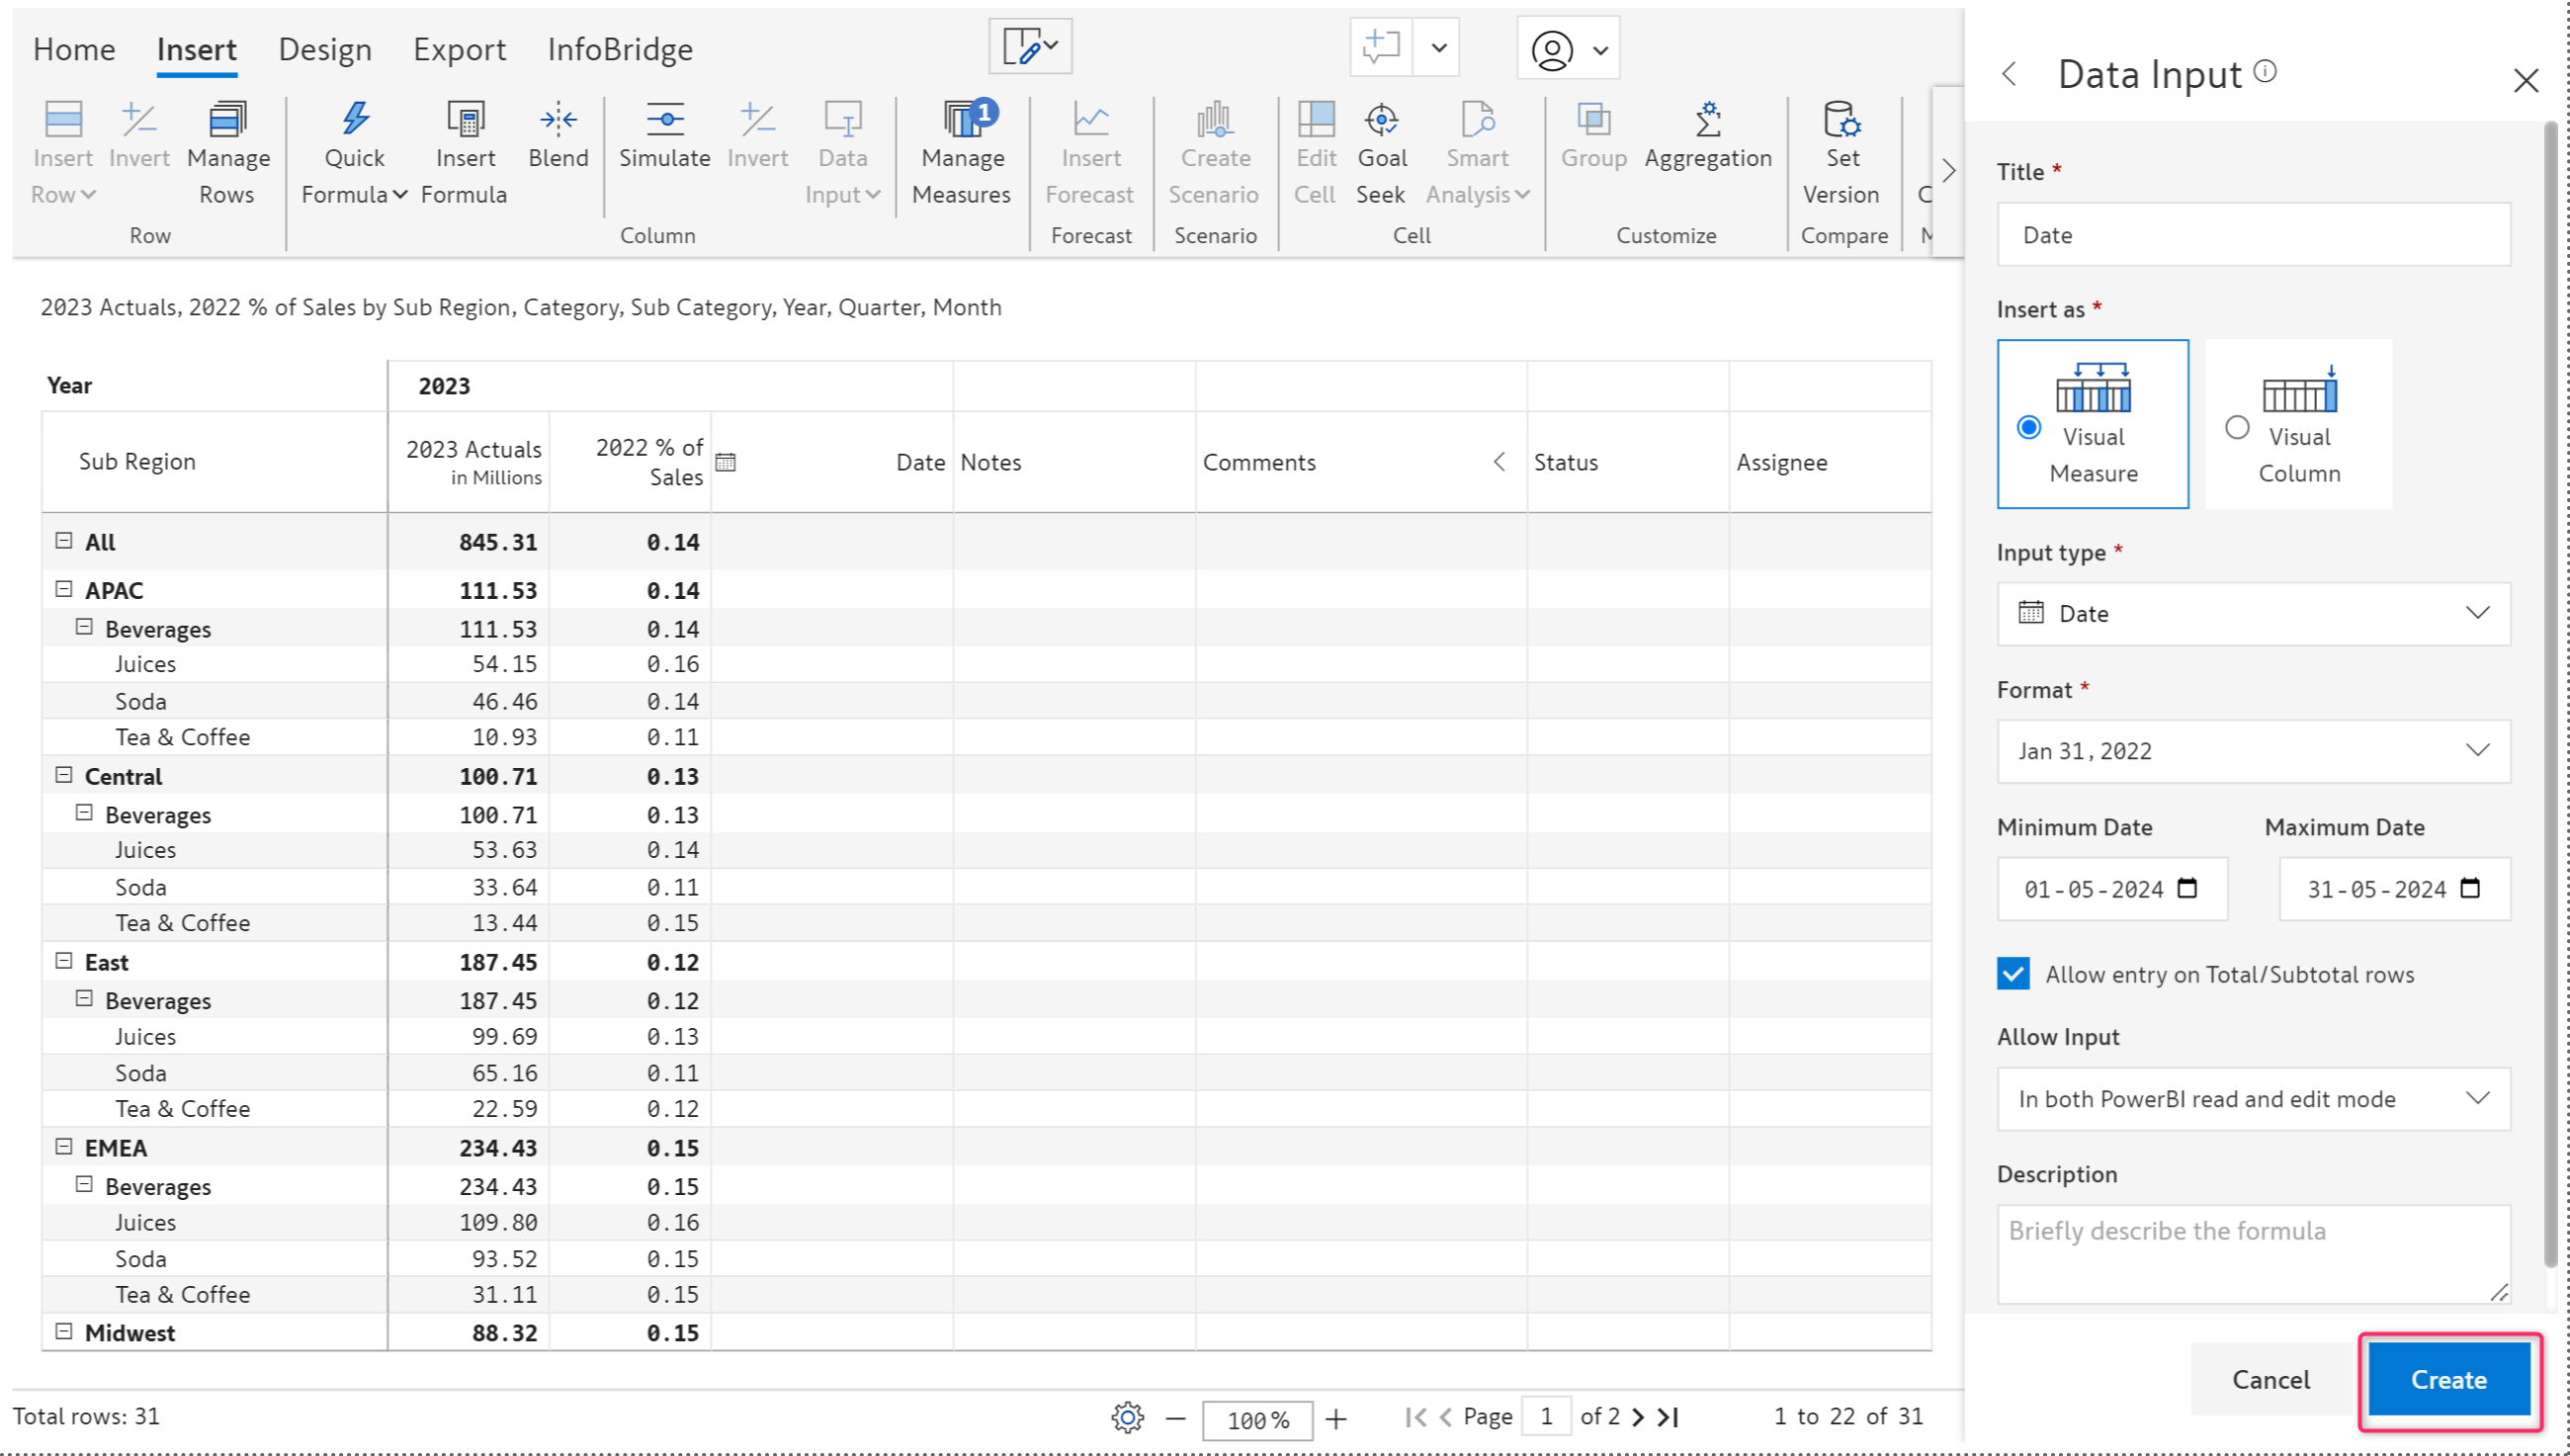 Home Insert Design Export InfoBridge
Insert Row Invert Manage Rows Quick Formula Insert Formula Blend Simulate Invert Data Input Manage Measures 1 Insert Forecast Create Scenario Edit Cell Goal Seek Smart Analysis Group Aggregation Set Version
Row Column Forecast Scenario Cell Customize Compare
2023 Actuals, 2022 % of Sales by Sub Region, Category, Sub Category, Year, Quarter, Month
Year 2023
Sub Region 2023 Actuals in Millions 2022 % of Sales Date Notes Comments Status Assignee
All 845.31 0.14
APAC 111.53 0.14
Beverages 111.53 0.14
Juices 54.15 0.16
Soda 46.46 0.14
Tea & Coffee 10.93 0.11
Central 100.71 0.13
Beverages 100.71 0.13
Juices 53.63 0.14
Soda 33.64 0.11
Tea & Coffee 13.44 0.15
East 187.45 0.12
Beverages 187.45 0.12
Juices 99.69 0.13
Soda 65.16 0.11
Tea & Coffee 22.59 0.12
EMEA 234.43 0.15
Beverages 234.43 0.15
Juices 109.80 0.16
Soda 93.52 0.15
Tea & Coffee 31.11 0.15
Midwest 88.32 0.15
Total rows: 31 100% Page 1 of 2 1 to 22 of 31
Data Input
Title *
Date
Insert as *
Visual Measure
Visual Column
Input type *
Date
Format *
Jan 31, 2022
Minimum Date Maximum Date
01-05-2024 31-05-2024
Allow entry on Total/Subtotal rows
Allow Input
In both PowerBI read and edit mode
Description
Briefly describe the formula
Cancel Create